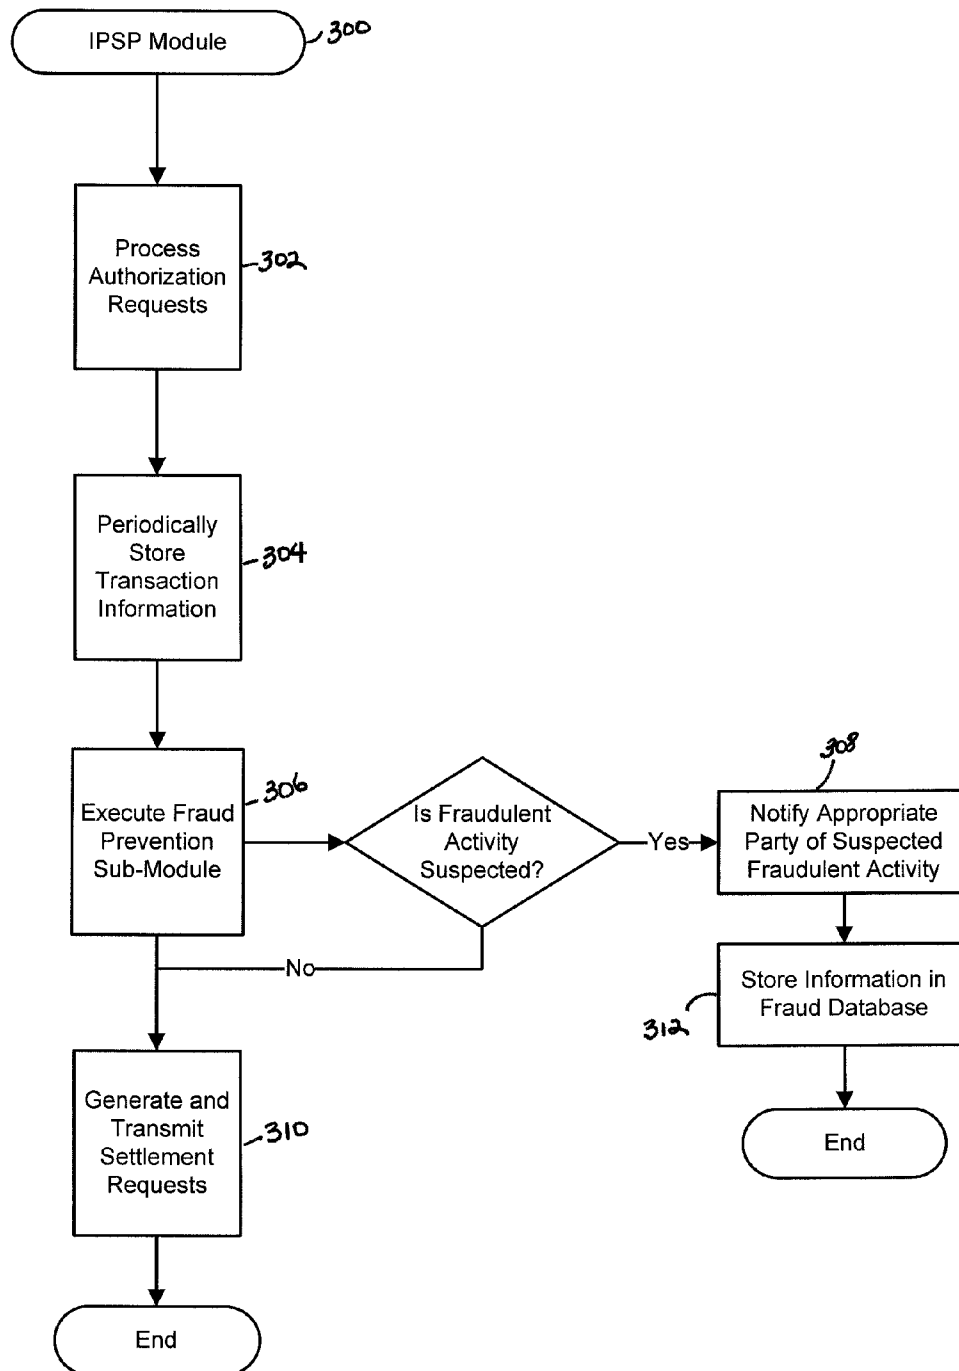 IPSP Module
300
Process
Authorization
Requests
302
Periodically
Store
Transaction
Information
304
Execute Fraud
Prevention
Sub-Module
306
Is Fraudulent
Activity
Suspected?
Yes
308
Notify Appropriate
Party of Suspected
Fraudulent Activity
No
Store Information in
Fraud Database
312
Generate and
Transmit
Settlement
Requests
310
End
End